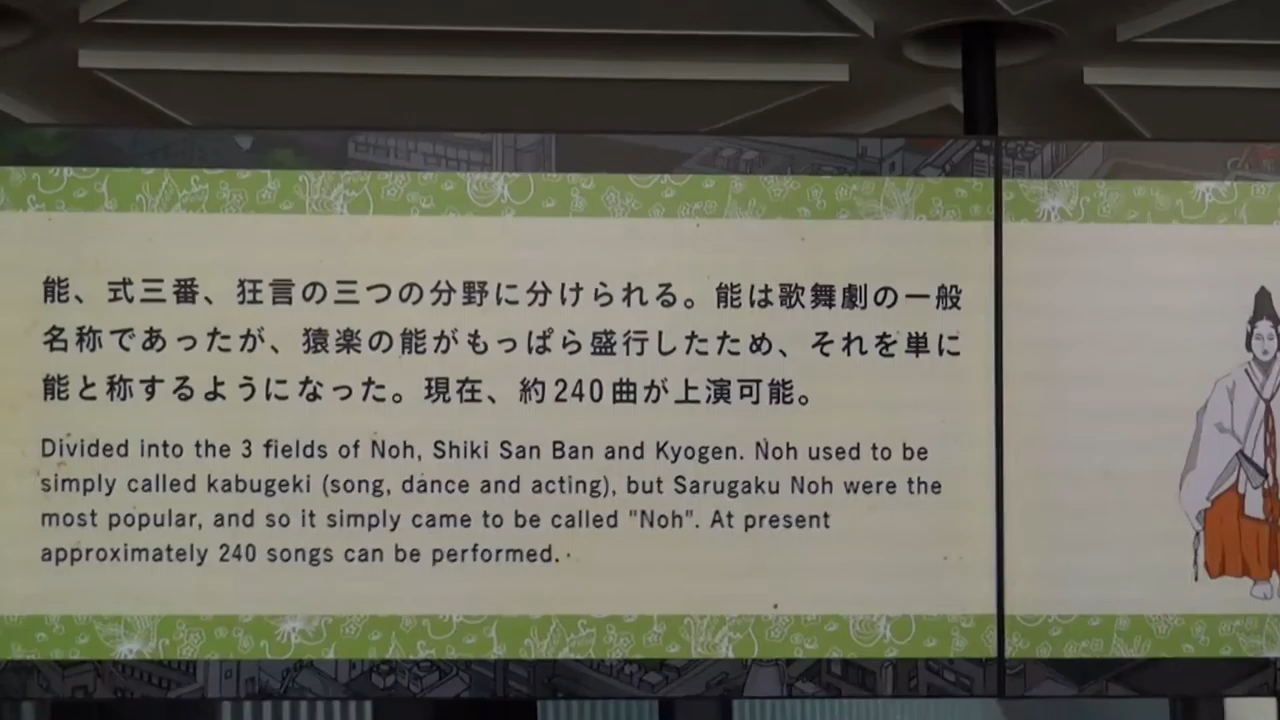 能、式三番、狂言の三つの分野に分けられる。能は歌舞劇の一般
名称であったが、猿楽の能がもっぱら盛行したため、それを単に
能と称するようになった。現在、約240曲が上演可能。
Divided into the 3 fields of Noh, Shiki San Ban and Kyogen. Noh used to be
simply called kabugeki (song, dance and acting), but Sarugaku Noh were the
most popular, and so it simply came to be called "Noh". At present
approximately 240 songs can be performed.